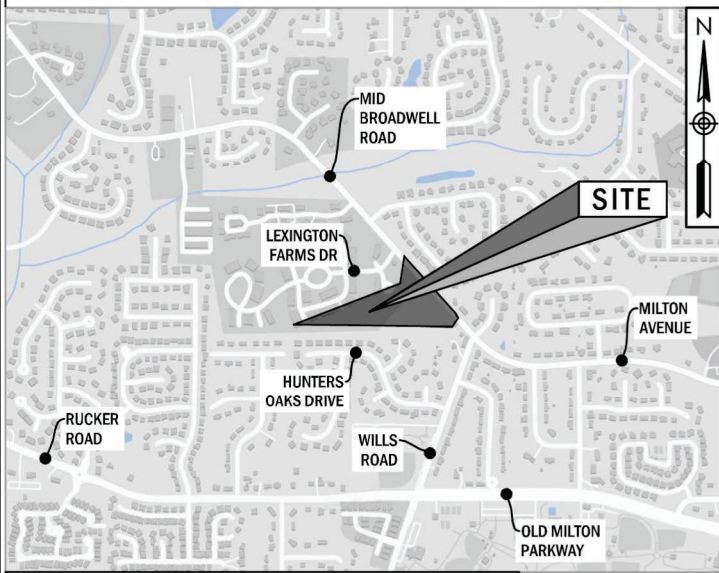 N
MID
BROADWELL
ROAD
SITE
LEXINGTON
FARMS DR
MILTON
AVENUE
HUNTERS
OAKS DRIVE
RUCKER
ROAD
WILLS
ROAD
OLD MILTON
PARKWAY